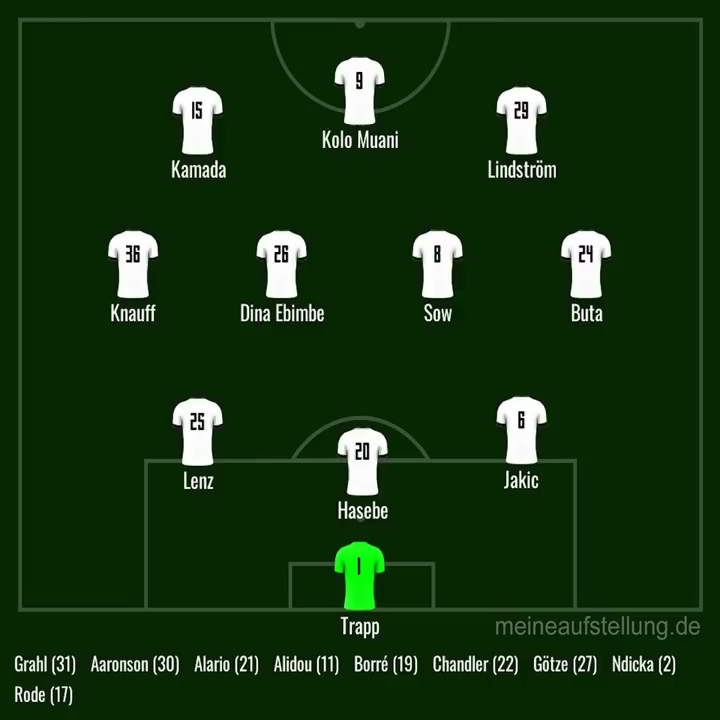 9
15
29
Kolo Muani
Kamada
Lindström
36
26
8
24
Knauff
Dina Ebimbe
Sow
Buta
25
6
20
Lenz
Jakic
Hasebe
1
Trapp
meineaufstellung.de
Grahl (31) Aaronson (30) Alario (21) Alidou (11) Borré (19) Chandler (22) Götze (27) Ndicka (2)
Rode (17)